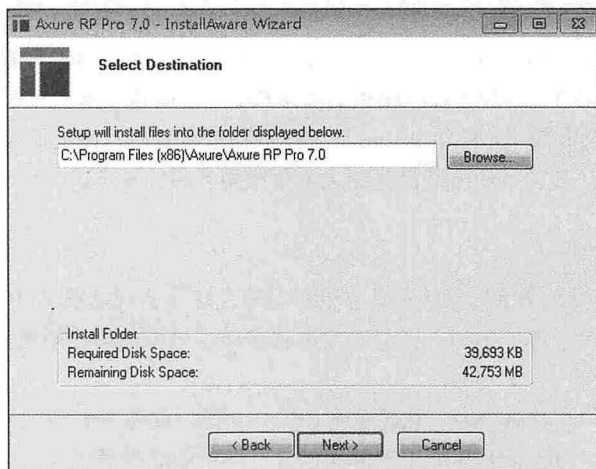 Axure RP Pro 7.0 - InstallAware Wizard
Select Destination
Setup will install files into the folder displayed below.
C:\Program Files (x86)\Axure\Axure RP Pro 7.0 Browse...
Install Folder
Required Disk Space: 39,693 KB
Remaining Disk Space: 42,753 MB
< Back Next > Cancel